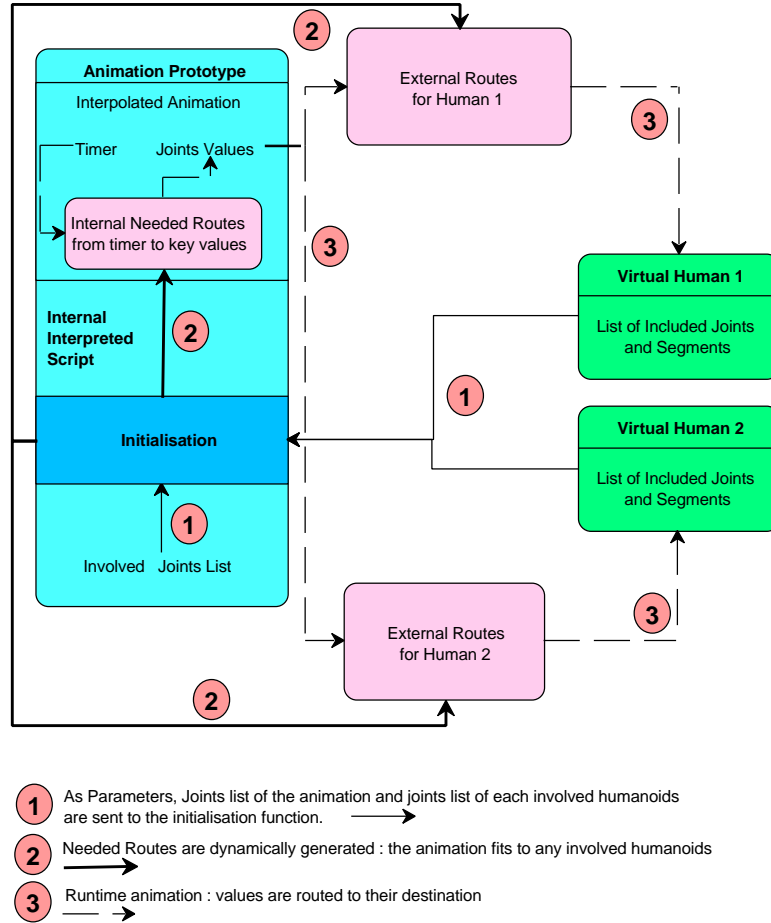 2
Animation Prototype
Interpolated Animation
External Routes
for Human 1
3
Timer
Joints Values
Internal Needed Routes
from timer to key values
3
Virtual Human 1
List of Included Joints
and Segments
Internal
Interpreted
Script
2
1
Initialisation
Virtual Human 2
List of Included Joints
and Segments
1
Involved Joints List
External Routes
for Human 2
3
2
1 As Parameters, Joints list of the animation and joints list of each involved humanoids
are sent to the initialisation function.
2 Needed Routes are dynamically generated : the animation fits to any involved humanoids
3 Runtime animation : values are routed to their destination